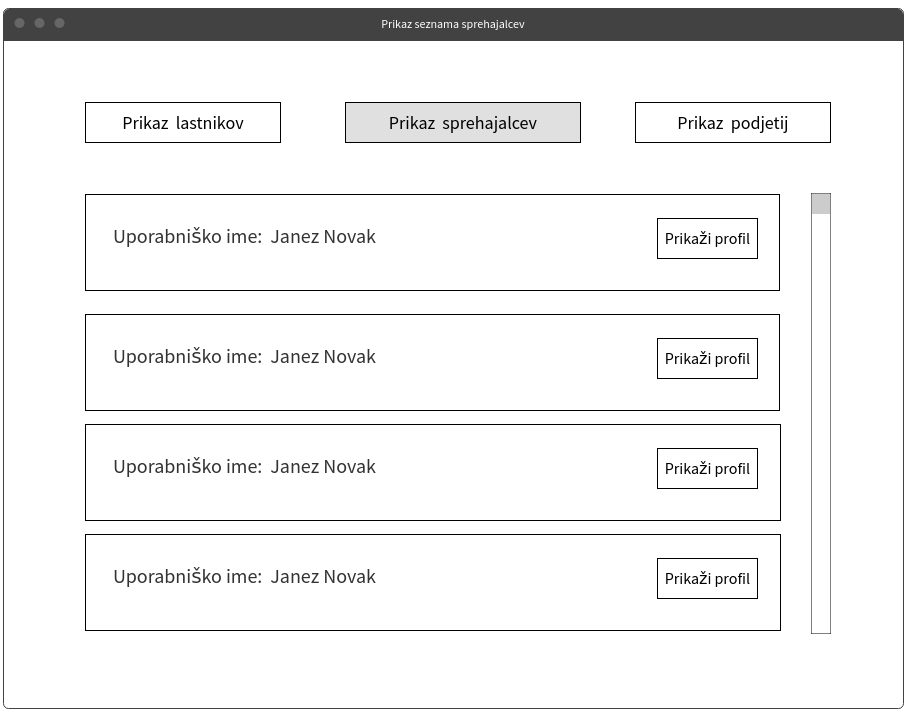 Prikaz seznama sprehajalcev
Prikaz lastnikov
Prikaz sprehajalcev
Prikaz podjetij
Uporabniško ime: Janez Novak
Prikaži profil
Uporabniško ime: Janez Novak
Prikaži profil
Uporabniško ime: Janez Novak
Prikaži profil
Uporabniško ime: Janez Novak
Prikaži profil